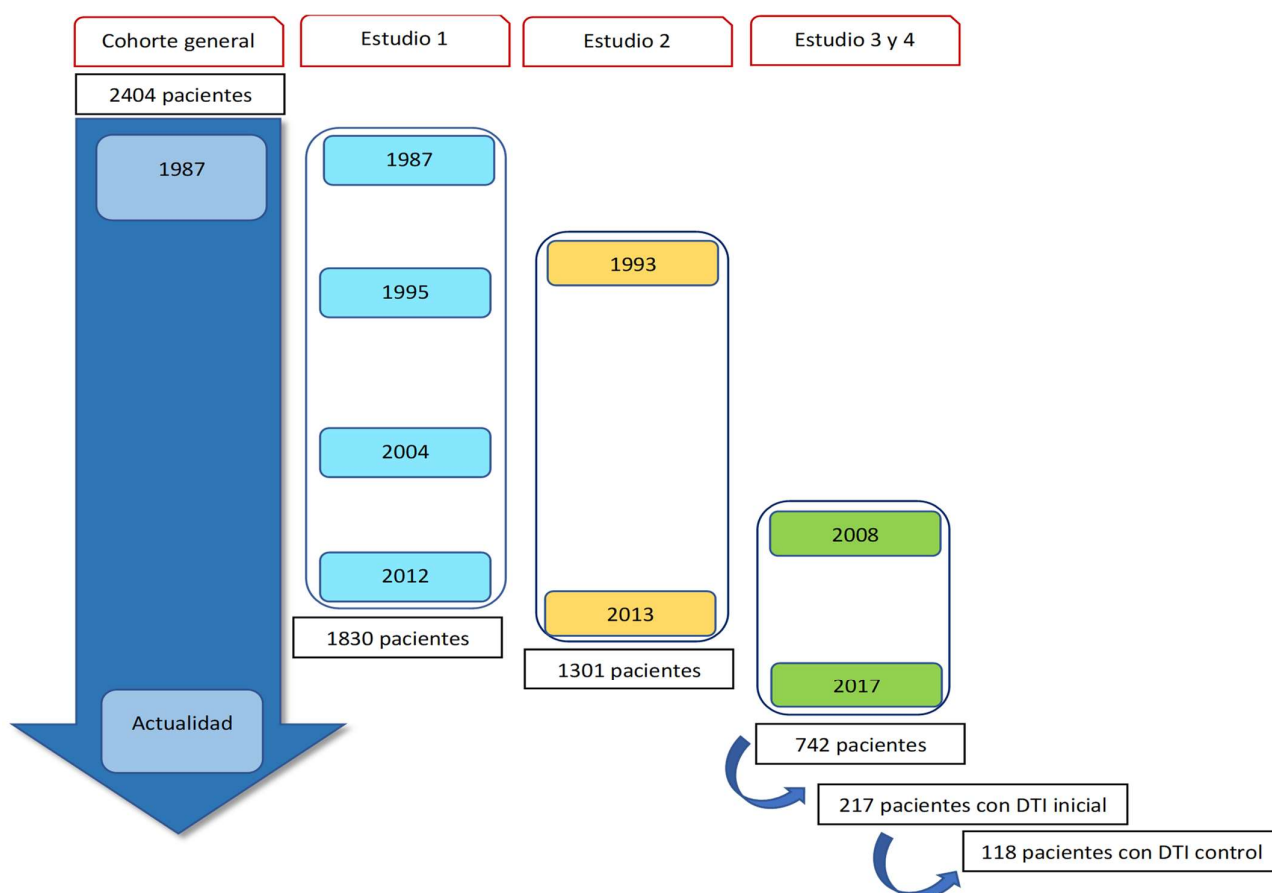 Cohorte general
Estudio 1
Estudio 2
Estudio 3 y 4
2404 pacientes
1987
Actualidad
1987
1995
2004
2012
1830 pacientes
1993
2013
1301 pacientes
2008
2017
742 pacientes
217 pacientes con DTI inicial
118 pacientes con DTI control